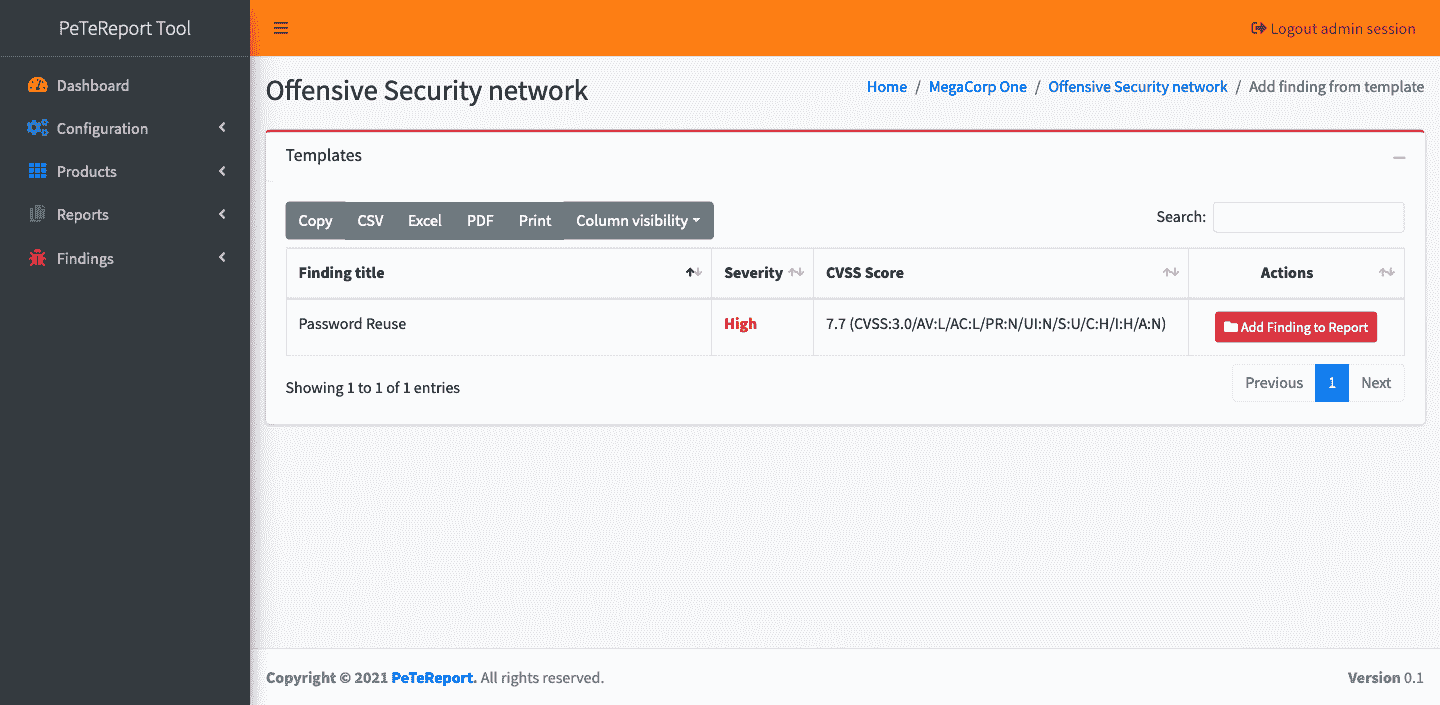 PeTeReport Tool
Logout admin session
Dashboard
Configuration
Products
Reports
Findings
Offensive Security network
Home / MegaCorp One / Offensive Security network / Add finding from template
Templates
Copy CSV Excel PDF Print Column visibility
Search:
Finding title Severity CVSS Score Actions
Password Reuse High 7.7 (CVSS:3.0/AV:L/AC:L/PR:N/UI:N/S:U/C:H/I:H/A:N) Add Finding to Report
Showing 1 to 1 of 1 entries
Previous 1 Next
Copyright © 2021 PeTeReport. All rights reserved.
Version 0.1